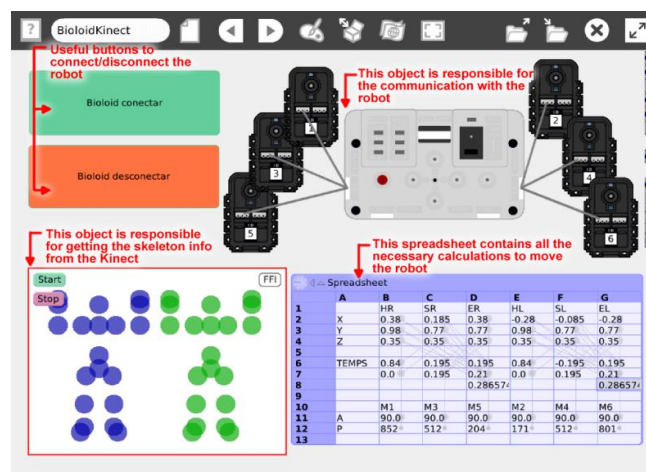 ?
BioloidKinect
Useful buttons to
connect/disconnect the
robot
Bioloid conectar
Bioloid desconectar
This object is responsible for
the communication with the
robot
1
3
5
2
4
6
This object is responsible
for getting the skeleton info
from the Kinect
Start
Stop
FFI
This spreadsheet contains all the
necessary calculations to move
the robot
Spreadsheet
A B C D E F G
1 HR SR ER HL SL EL
2 X 0.38 0.185 0.38 -0.28 -0.085 -0.28
3 Y 0.98 0.77 0.77 0.98 0.77 0.77
4 Z 0.35 0.35 0.35 0.35 0.35 0.35
5
6 TEMPS 0.84 0.195 0.195 0.84 -0.195 0.195
7 0.0 0.195 0.21 0.0 0.195 0.21
8 0.286574 0.286574
9
10 M1 M3 M5 M2 M4 M6
11 A 90.0 90.0 90.0 90.0 90.0 90.0
12 P 852 512 204 171 512 801
13